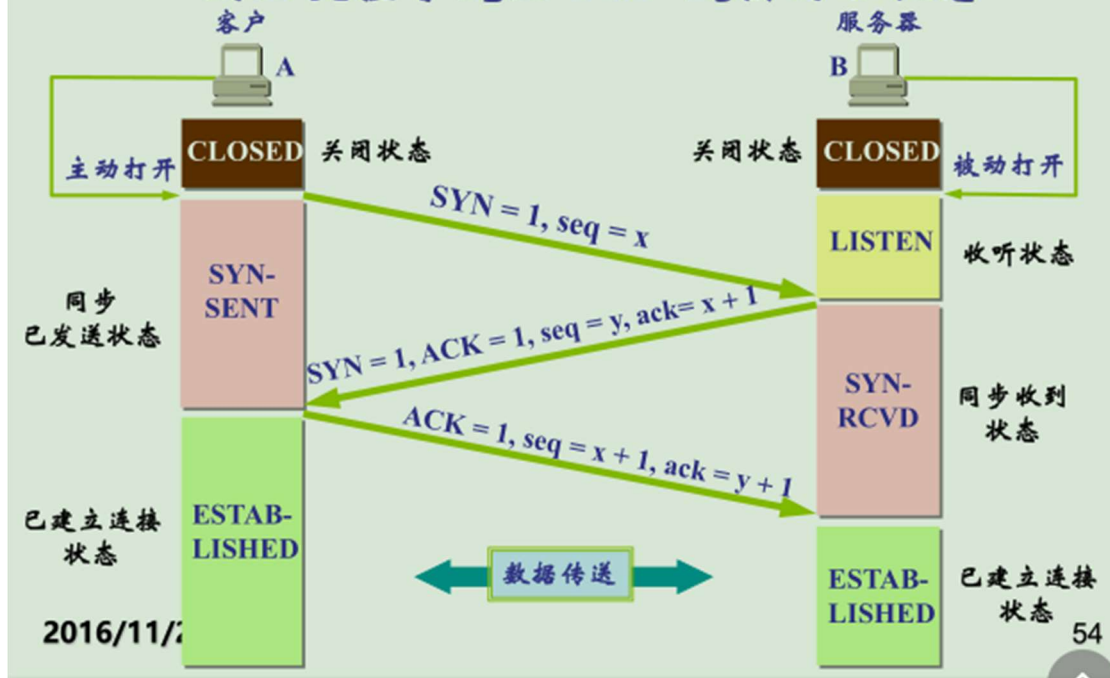 客户
服务器
A
B
CLOSED
关闭状态
关闭状态
CLOSED
主动打开
被动打开
SYN = 1, seq = x
LISTEN
收听状态
SYN-
SENT
同步
已发送状态
SYN = 1, ACK = 1, seq = y, ack= x + 1
SYN-
RCVD
同步收到
状态
ACK = 1, seq = x + 1, ack = y + 1
ESTAB-
LISHED
已建立连接
状态
数据传送
ESTAB-
LISHED
已建立连接
状态
2016/11/2
54